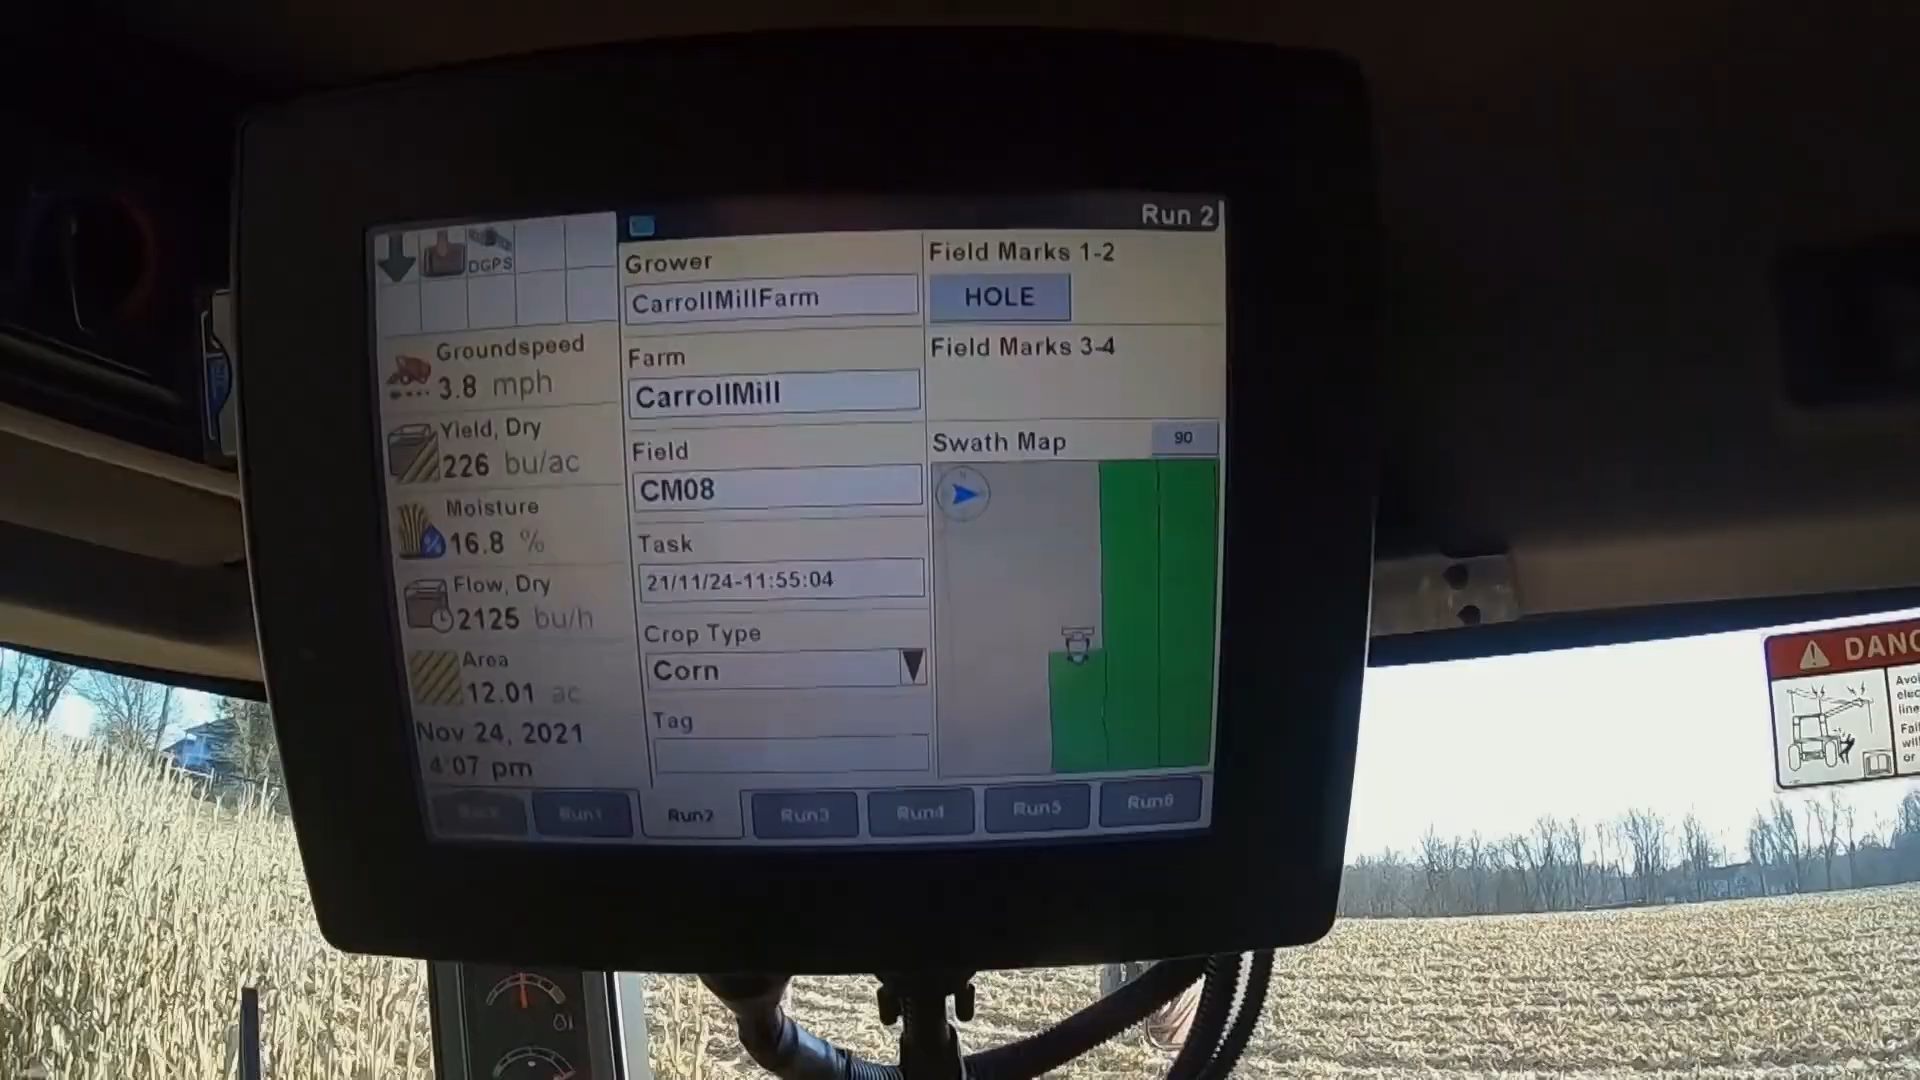 Run 2
DGPS
Groundspeed
3.8 mph
Yield, Dry
226 bu/ac
Moisture
16.8 %
Flow, Dry
2125 bu/h
Area
12.01 ac
Nov 24, 2021
4:07 pm
Grower
CarrollMillFarm
Farm
CarrollMill
Field
CM08
Task
21/11/24-11:55:04
Crop Type
Corn
Tag
Field Marks 1-2
HOLE
Field Marks 3-4
Swath Map
90
Back
Run1
Run2
Run3
Run4
Run5
Run6